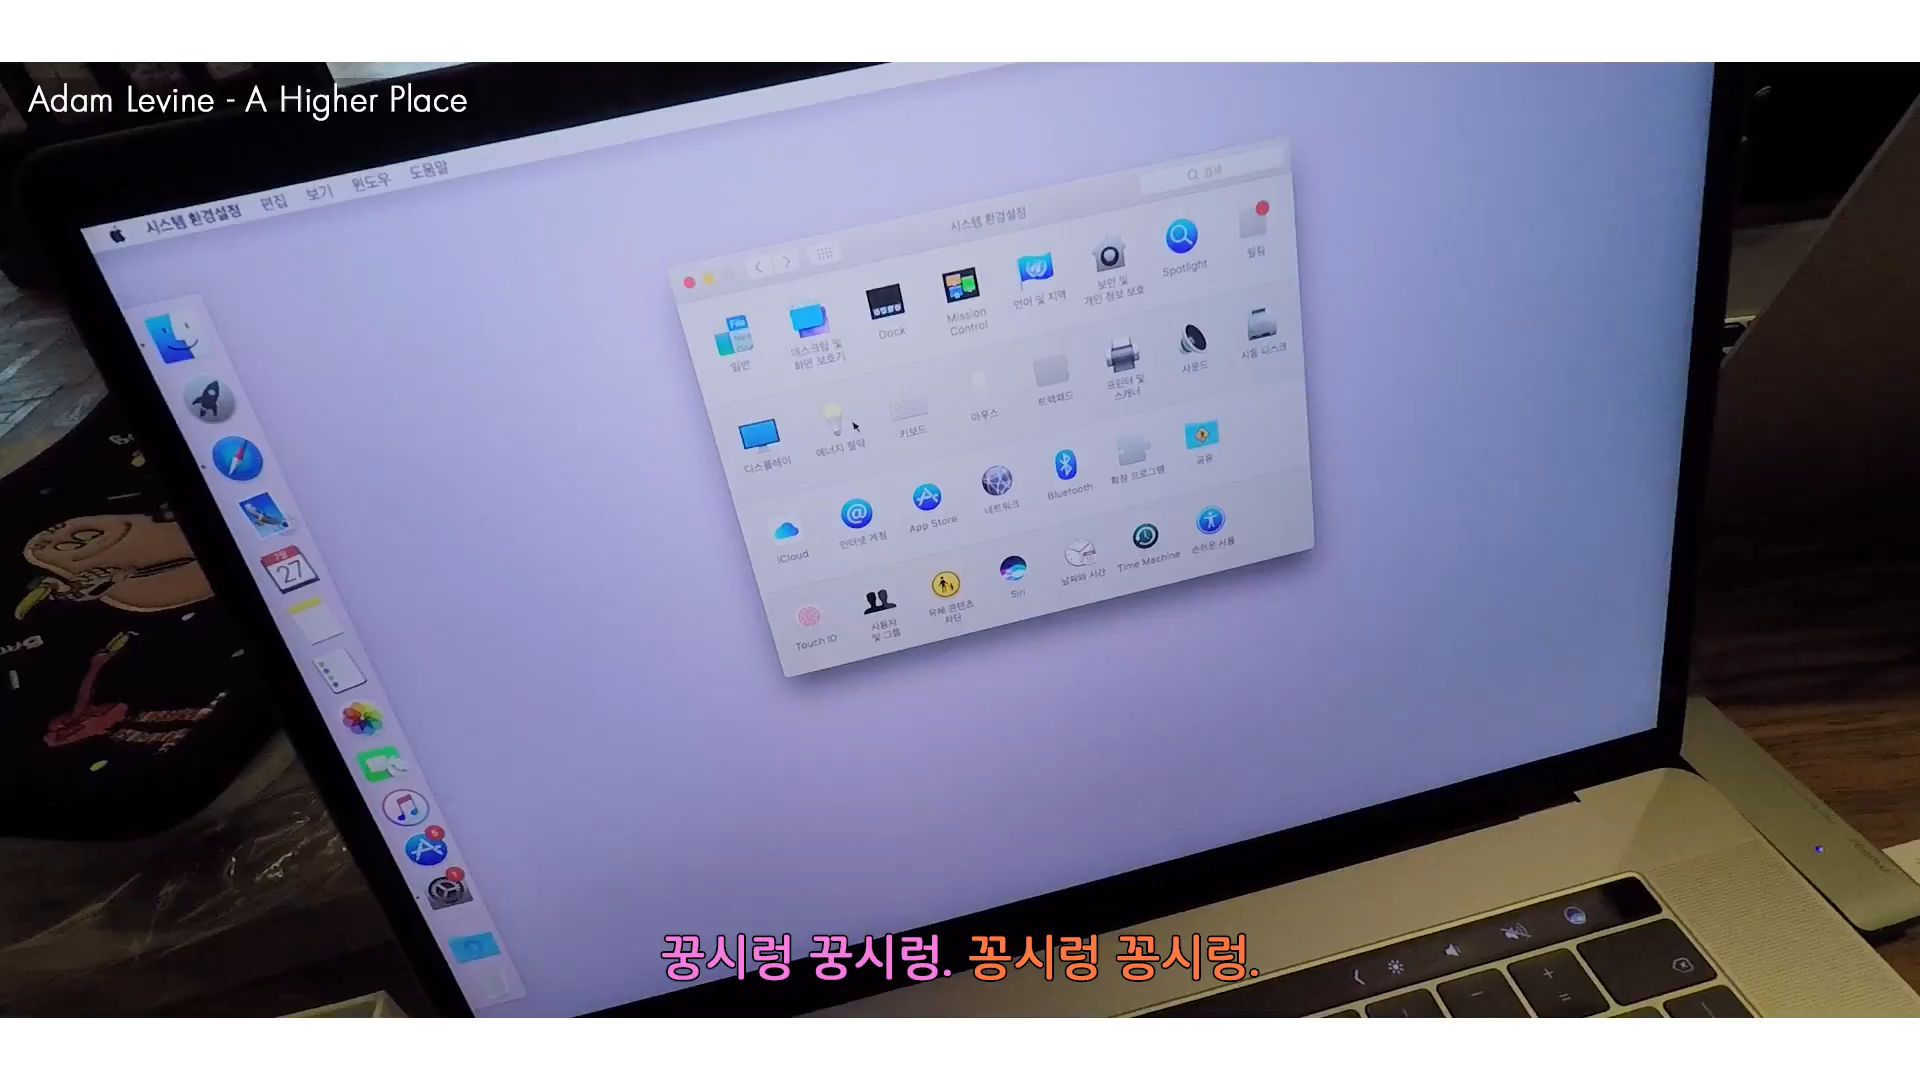 Adam Levine - A Higher Place
시스템 환경설정 편집 보기 윈도우 도움말
검색
시스템 환경설정
일반
데스크탑 및
화면 보호기
Dock
Mission
Control
언어 및 지역
보안 및
개인 정보 보호
Spotlight
알림
디스플레이
에너지 절약
키보드
마우스
트랙패드
프린터 및
스캐너
사운드
시동 디스크
iCloud
인터넷 계정
App Store
네트워크
Bluetooth
확장 프로그램
공유
Touch ID
사용자
및 그룹
유해 콘텐츠
차단
Siri
날짜와 시간
Time Machine
손쉬운 사용
27
5
1
꿍시렁 꿍시렁. 꽁시렁 꽁시렁.